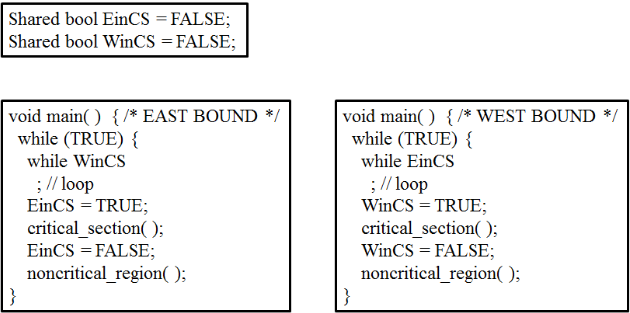 Shared bool EinCS = FALSE;
Shared bool WinCS = FALSE;
void main( ) { /* EAST BOUND */
while (TRUE) {
while WinCS
; // loop
EinCS = TRUE;
critical_section( );
EinCS = FALSE;
noncritical_region( );
}
void main( ) { /* WEST BOUND */
while (TRUE) {
while EinCS
; // loop
WinCS = TRUE;
critical_section( );
WinCS = FALSE;
noncritical_region( );
}